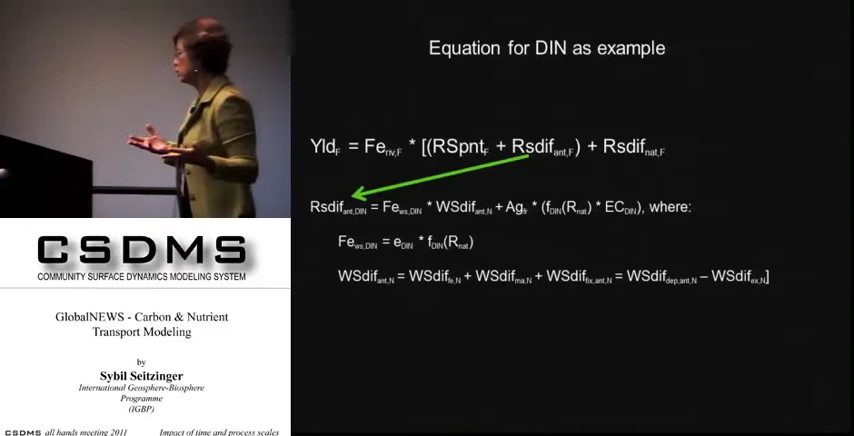 Equation for DIN as example
Yld_F = Fe_riv,F * [(RSpnt_F + Rsdif_ant,F) + Rsdif_nat,F
Rsdif_ant,DIN = Fe_ws,DIN * WSdif_ant,N + Ag_fr * (f_DIN(R_nat) * EC_DIN), where:
Fe_ws,DIN = e_DIN * f_DIN(R_nat)
WSdif_ant,N = WSdif_fe,N + WSdif_ma,N + WSdif_fix,ant,N = WSdif_dep,ant,N – WSdif_ex,N]
CSDMS
COMMUNITY SURFACE DYNAMICS MODELING SYSTEM
GlobalNEWS - Carbon & Nutrient
Transport Modeling
by
Sybil Seitzinger
International Geosphere-Biosphere
Programme
(IGBP)
CSDMS all hands meeting 2011 Impact of time and process scales